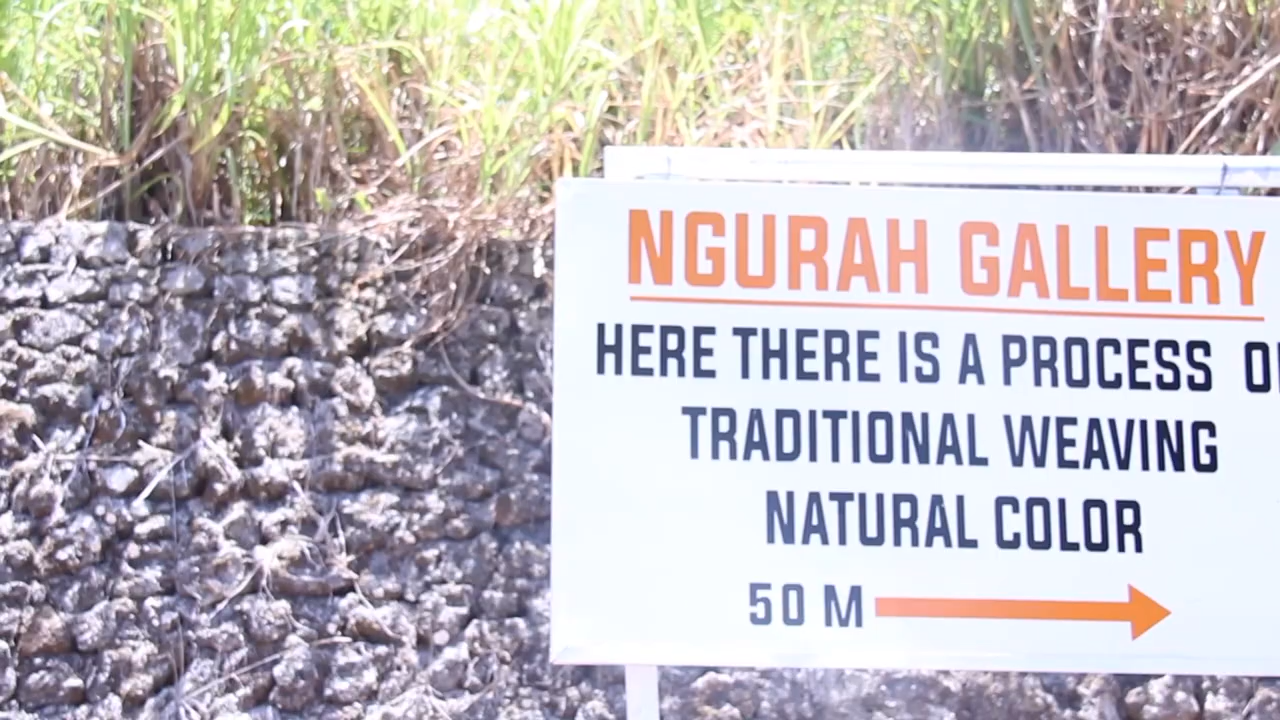 NGURAH GALLERY
HERE THERE IS A PROCESS
TRADITIONAL WEAVING
NATURAL COLOR
50 M